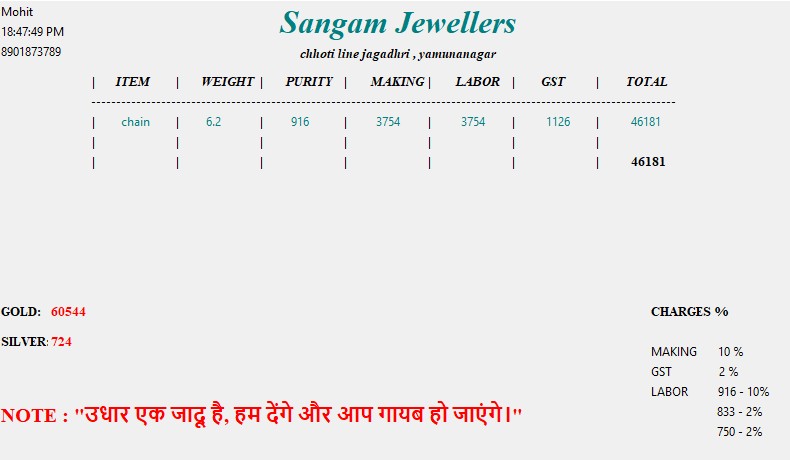 Mohit
18:47:49 PM
8901873789
Sangam Jewellers
chhoti line jagadhri , yamunanagar
| ITEM | WEIGHT | PURITY | MAKING | LABOR | GST | TOTAL
--------------------------------------------------------------------------------
| chain | 6.2 | 916 | 3754 | 3754 | 1126 | 46181
| | | | | | |
| | | | | | | 46181
GOLD: 60544
SILVER: 724
CHARGES %
MAKING 10 %
GST 2 %
LABOR 916 - 10%
833 - 2%
750 - 2%
NOTE : "उधार एक जादू है, हम देंगे और आप गायब हो जाएंगे।"